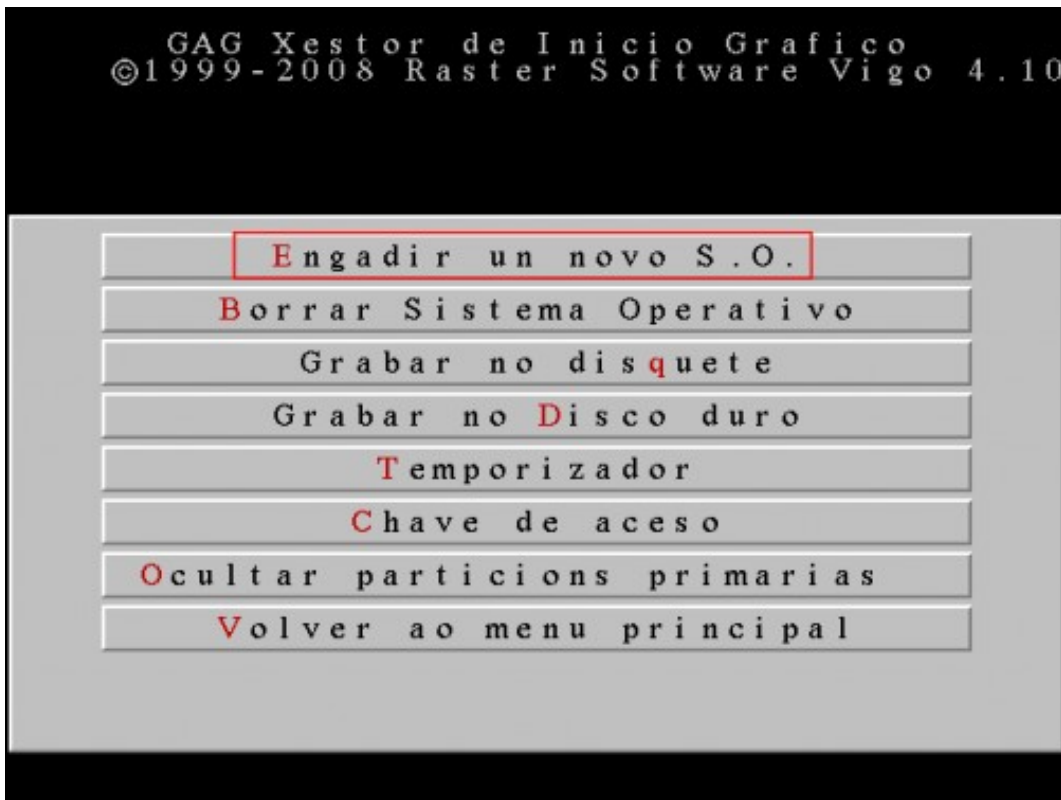 GAG Xestor de Inicio Grafico
©1999-2008 Raster Software Vigo 4.10
Engadir un novo S.O.
Borrar Sistema Operativo
Grabar no disquete
Grabar no Disco duro
Temporizador
Chave de aceso
Ocultar particions primarias
Volver ao menu principal